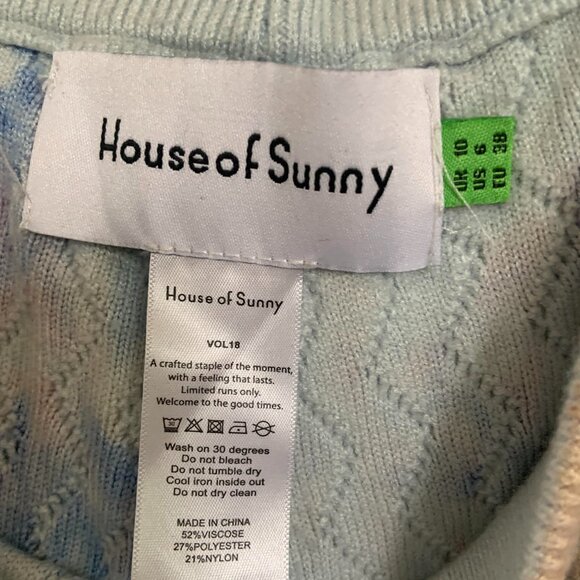 House of Sunny
UK 10
US 6
EU 38
House of Sunny
VOL18
A crafted staple of the moment,
with a feeling that lasts.
Limited runs only.
Welcome to the good times.
30
Wash on 30 degrees
Do not bleach
Do not tumble dry
Cool iron inside out
Do not dry clean
MADE IN CHINA
52%VISCOSE
27%POLYESTER
21%NYLON